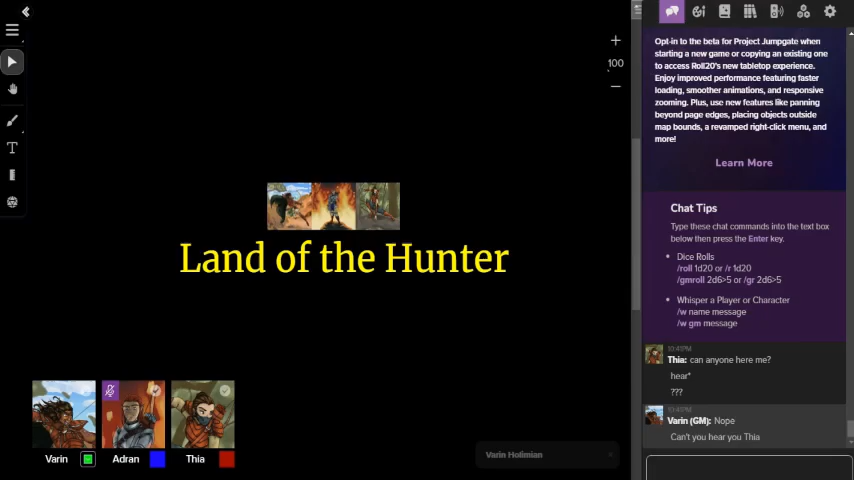 100
Opt-in to the beta for Project Jumpgate when
starting a new game or copying an existing one
to access Roll20's new tabletop experience.
Enjoy improved performance featuring faster
loading, smoother animations, and responsive
zooming. Plus, use new features like panning
beyond page edges, placing objects outside
map bounds, a revamped right-click menu, and
more!
Learn More
Chat Tips
Type these chat commands into the text box
below then press the Enter key.
Dice Rolls
/roll 1d20 or /r 1d20
/gmroll 2d6>5 or /gr 2d6>5
Whisper a Player or Character
/w name message
/w gm message
Land of the Hunter
10:43PM
Thia: can anyone here me?
hear*
???
10:43PM
Varin (GM): Nope
Can't you hear you Thia
Varin
Adran
Thia
Varin Holimian